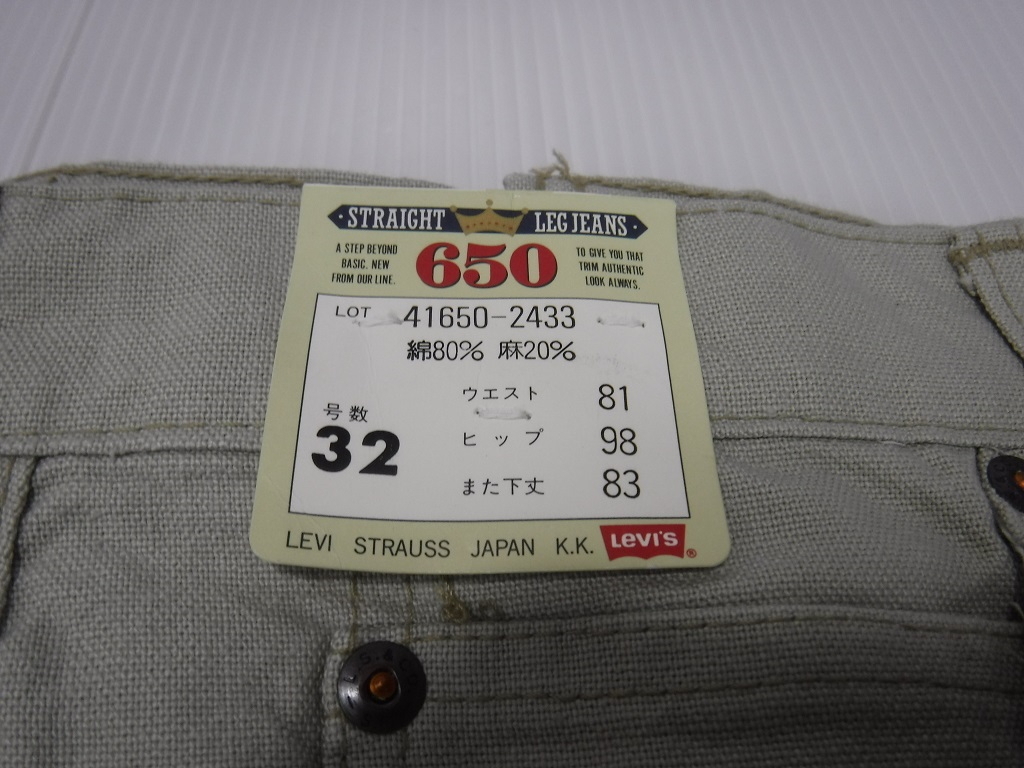 STRAIGHT LEG JEANS
A STEP BEYOND
BASIC. NEW
FROM OUR LINE.
650
TO GIVE YOU THAT
TRIM AUTHENTIC
LOOK ALWAYS.
LOT 41650-2433
綿80% 麻20%
号数
32
ウエスト 81
ヒップ 98
また下丈 83
LEVI STRAUSS JAPAN K.K. Levi's ®
L.S.&